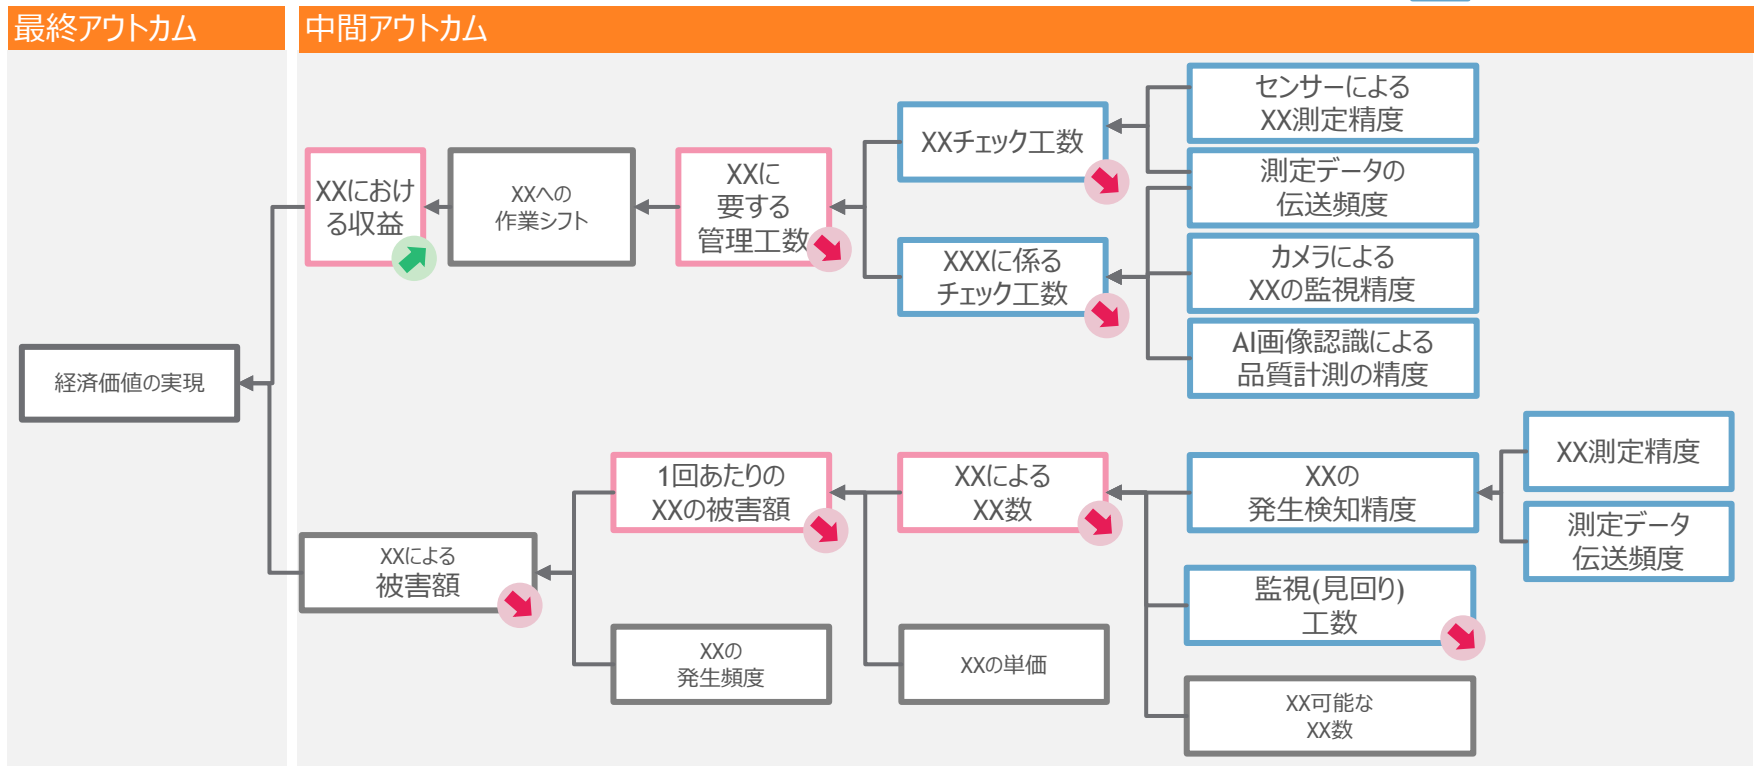 最終アウトカム
中間アウトカム
センサーによる
XX測定精度
XXチェック工数
測定データの
伝送頻度
XXにおけ
る収益
XXへの
作業シフト
XXに
要する
管理工数
XXXに係る
チェック工数
カメラによる
XXの監視精度
AI画像認識による
品質計測の精度
経済価値の実現
1回あたりの
XXの被害額
XXによる
XX数
XXの
発生検知精度
XX測定精度
測定データ
伝送頻度
XXによる
被害額
監視(見回り)
工数
XXの
発生頻度
XXの単価
XX可能な
XX数